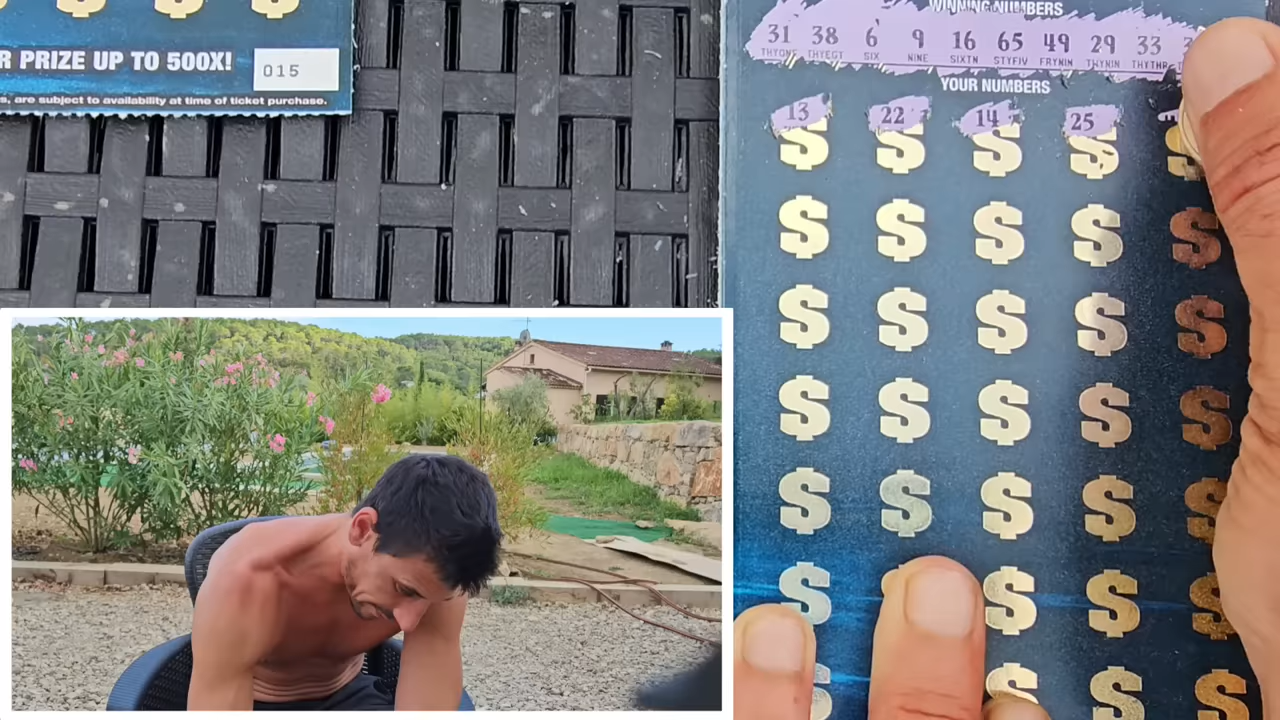 R PRIZE UP TO 500X!
015
s, are subject to availability at time of ticket purchase.
WINNING NUMBERS
31 38 6 9 16 65 49 29 33
THYONE THYEGT SIX NINE SIXTN STYFIV FRYNIN THYNIN THYTHR
YOUR NUMBERS
13 22 14 25
$ $ $ $ $
$ $ $ $ $
$ $ $ $ $
$ $ $ $ $
$ $ $ $ $
$ $ $ $
$ $ $ $